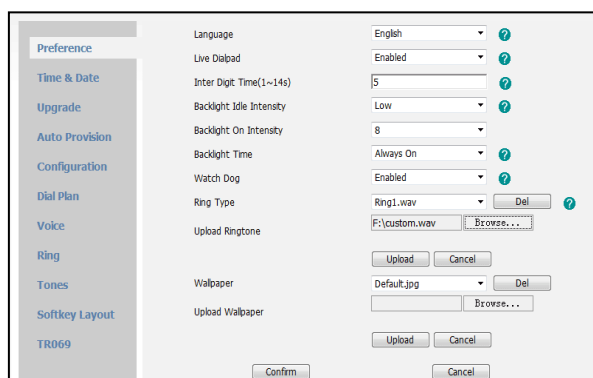 Preference
Time & Date
Upgrade
Auto Provision
Configuration
Dial Plan
Voice
Ring
Tones
Softkey Layout
TR069
Language English ?
Live Dialpad Enabled ?
Inter Digit Time(1~14s) 5 ?
Backlight Idle Intensity Low ?
Backlight On Intensity 8
Backlight Time Always On ?
Watch Dog Enabled ?
Ring Type Ring1.wav Del ?
Upload Ringtone F:\custom.wav Browse...
Upload Cancel
Wallpaper Default.jpg Del
Upload Wallpaper Browse...
Upload Cancel
Confirm Cancel